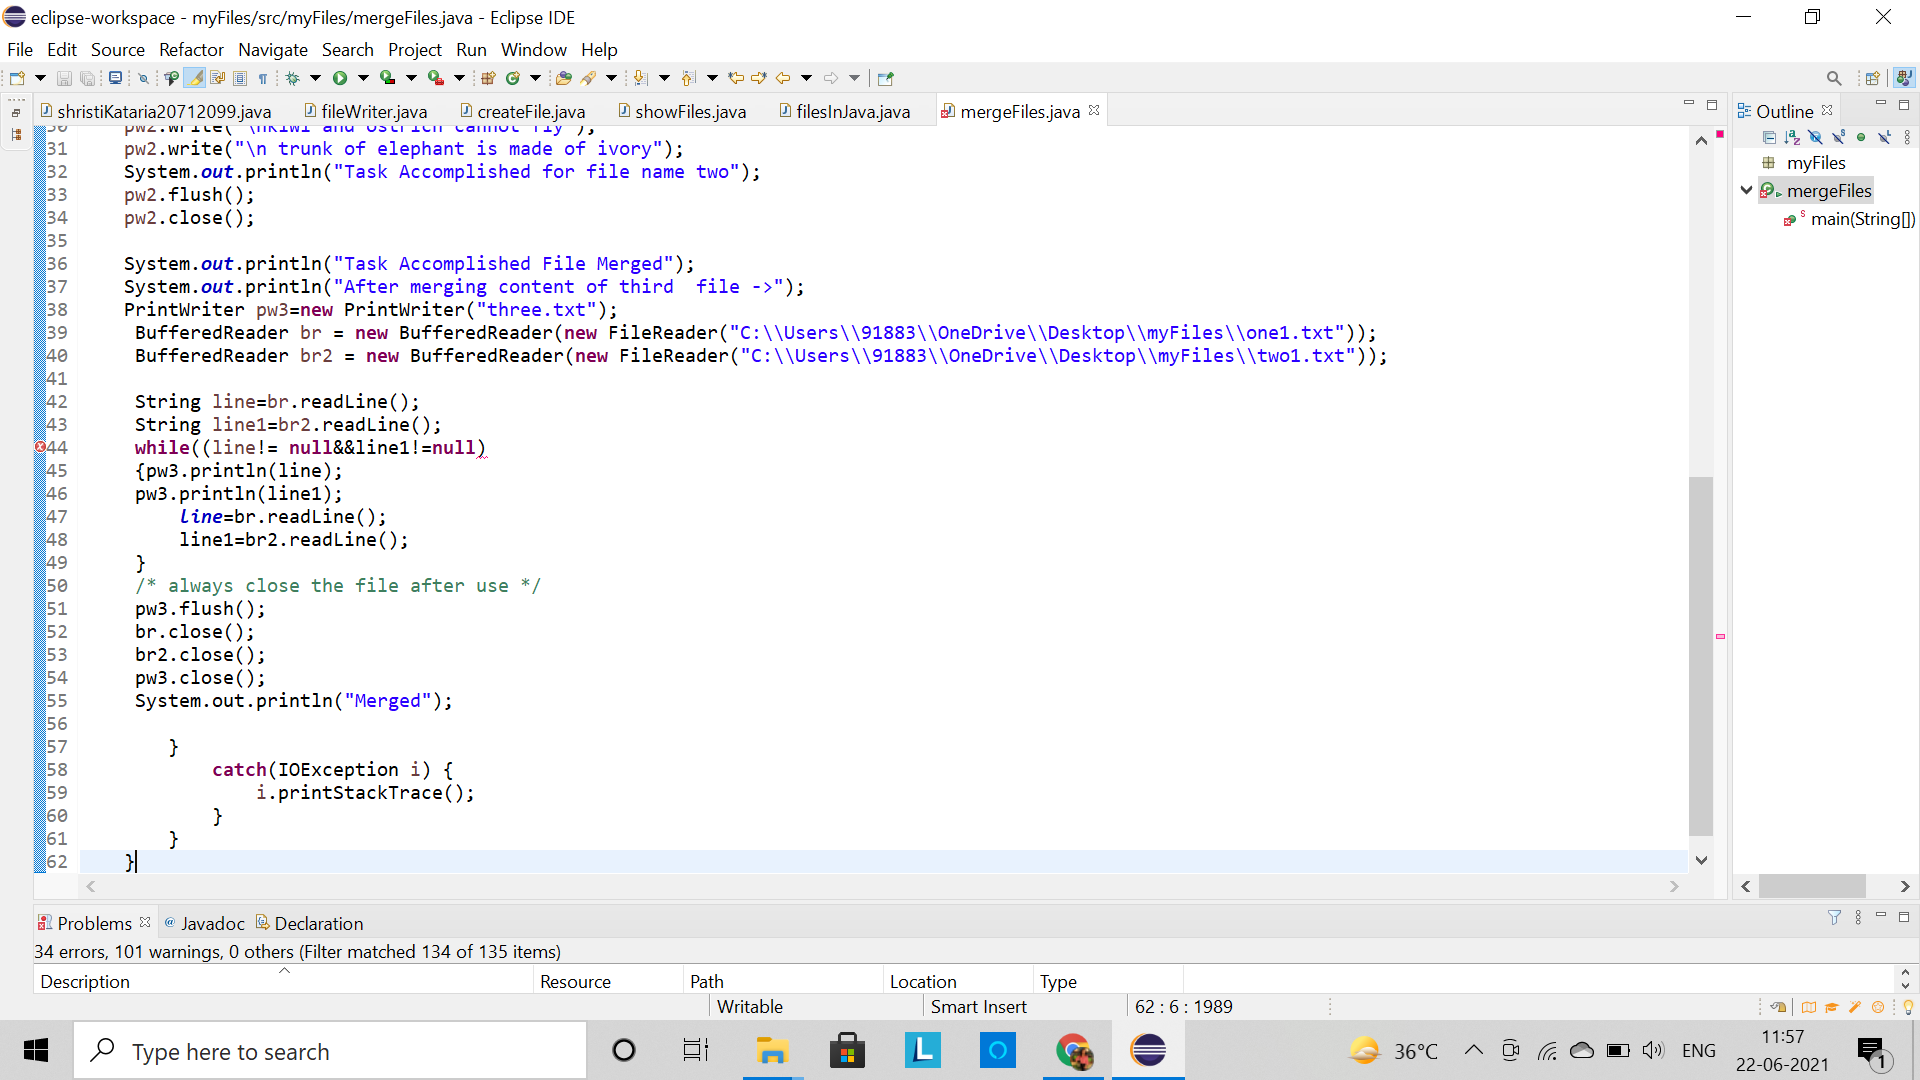 eclipse-workspace - myFiles/src/myFiles/mergeFiles.java - Eclipse IDE
File Edit Source Refactor Navigate Search Project Run Window Help
shristiKataria20712099.java fileWriter.java createFile.java showFiles.java filesInJava.java mergeFiles.java
30 pw2.write("\nkiwi and ostrich cannot fly");
31 pw2.write("\n trunk of elephant is made of ivory");
32 System.out.println("Task Accomplished for file name two");
33 pw2.flush();
34 pw2.close();
35
36 System.out.println("Task Accomplished File Merged");
37 System.out.println("After merging content of third  file ->");
38 PrintWriter pw3=new PrintWriter("three.txt");
39 BufferedReader br = new BufferedReader(new FileReader("C:\\Users\\91883\\OneDrive\\Desktop\\myFiles\\one1.txt"));
40 BufferedReader br2 = new BufferedReader(new FileReader("C:\\Users\\91883\\OneDrive\\Desktop\\myFiles\\two1.txt"));
41
42 String line=br.readLine();
43 String line1=br2.readLine();
44 while((line!= null&&line1!=null)
45 {pw3.println(line);
46 pw3.println(line1);
47 line=br.readLine();
48 line1=br2.readLine();
49 }
50 /* always close the file after use */
51 pw3.flush();
52 br.close();
53 br2.close();
54 pw3.close();
55 System.out.println("Merged");
56
57 }
58 catch(IOException i) {
59 i.printStackTrace();
60 }
61 }
62 }
Outline
myFiles
mergeFiles
main(String[])
Problems Javadoc Declaration
34 errors, 101 warnings, 0 others (Filter matched 134 of 135 items)
Description Resource Path Location Type
Writable Smart Insert 62 : 6 : 1989
Type here to search
L
36°C ENG 11:57
22-06-2021
1